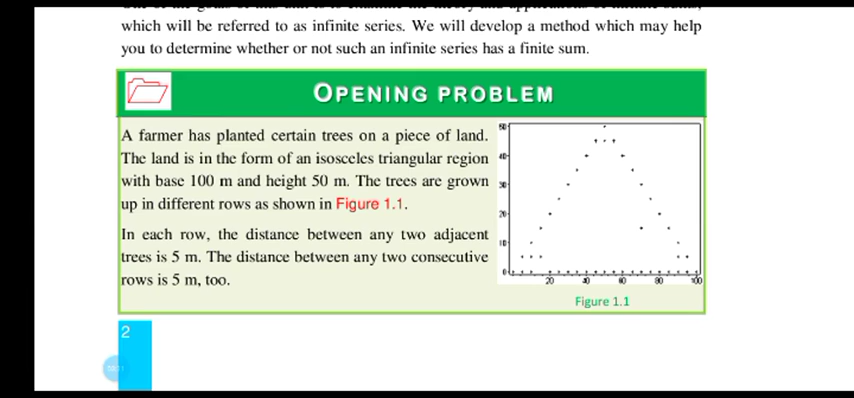 which will be referred to as infinite series. We will develop a method which may help
you to determine whether or not such an infinite series has a finite sum.
OPENING PROBLEM
A farmer has planted certain trees on a piece of land.
The land is in the form of an isosceles triangular region
with base 100 m and height 50 m. The trees are grown
up in different rows as shown in Figure 1.1.
In each row, the distance between any two adjacent
trees is 5 m. The distance between any two consecutive
rows is 5 m, too.
50
40
30
20
10
0
20 40 60 80 100
Figure 1.1
2